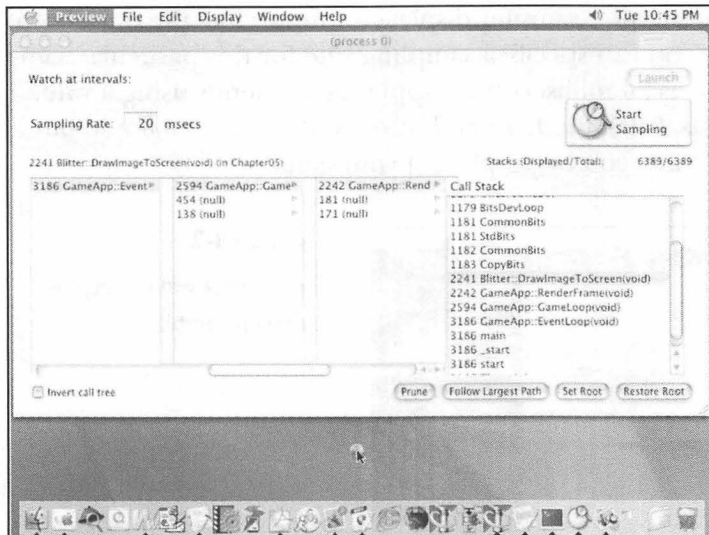 Preview File Edit Display Window Help Tue 10:45 PM
(process 0)
Watch at intervals:
Launch
Sampling Rate: 20 msecs
Start
Sampling
2241 Blitter::DrawImageToScreen(void) (in Chapter05)
Stacks (Displayed/Total): 6389/6389
3186 GameApp::Event
2594 GameApp::Game
454 (null)
138 (null)
2242 GameApp::Rend
181 (null)
171 (null)
Call Stack
1179 BitsDevLoop
1181 CommonBits
1181 StdBits
1182 CommonBits
1183 CopyBits
2241 Blitter::DrawImageToScreen(void)
2242 GameApp::RenderFrame(void)
2594 GameApp::GameLoop(void)
3186 GameApp::EventLoop(void)
3186 main
3186 _start
3186 start
Invert call tree
Prune Follow Largest Path Set Root Restore Root